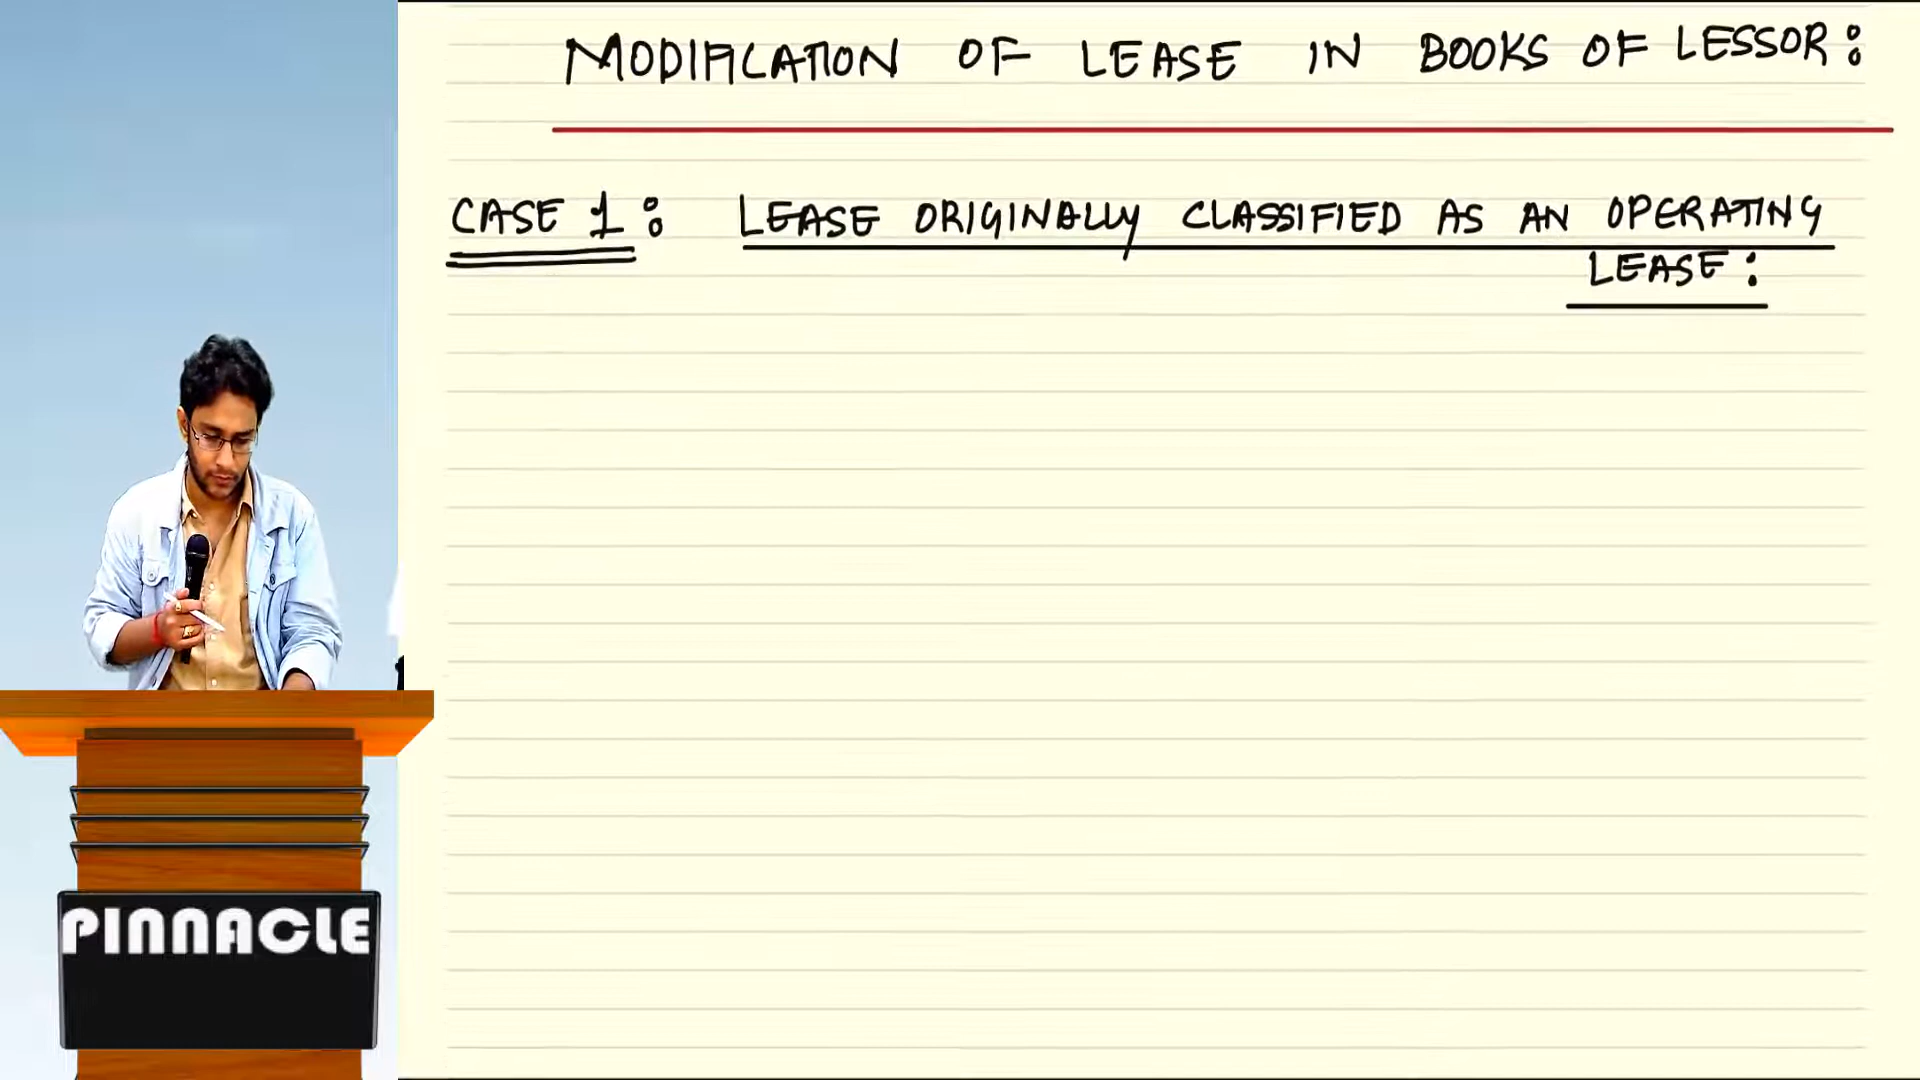 MODIFICATION OF LEASE IN BOOKS OF LESSOR:
CASE 1: LEASE ORIGINALLY CLASSIFIED AS AN OPERATING
LEASE:
PINNACLE